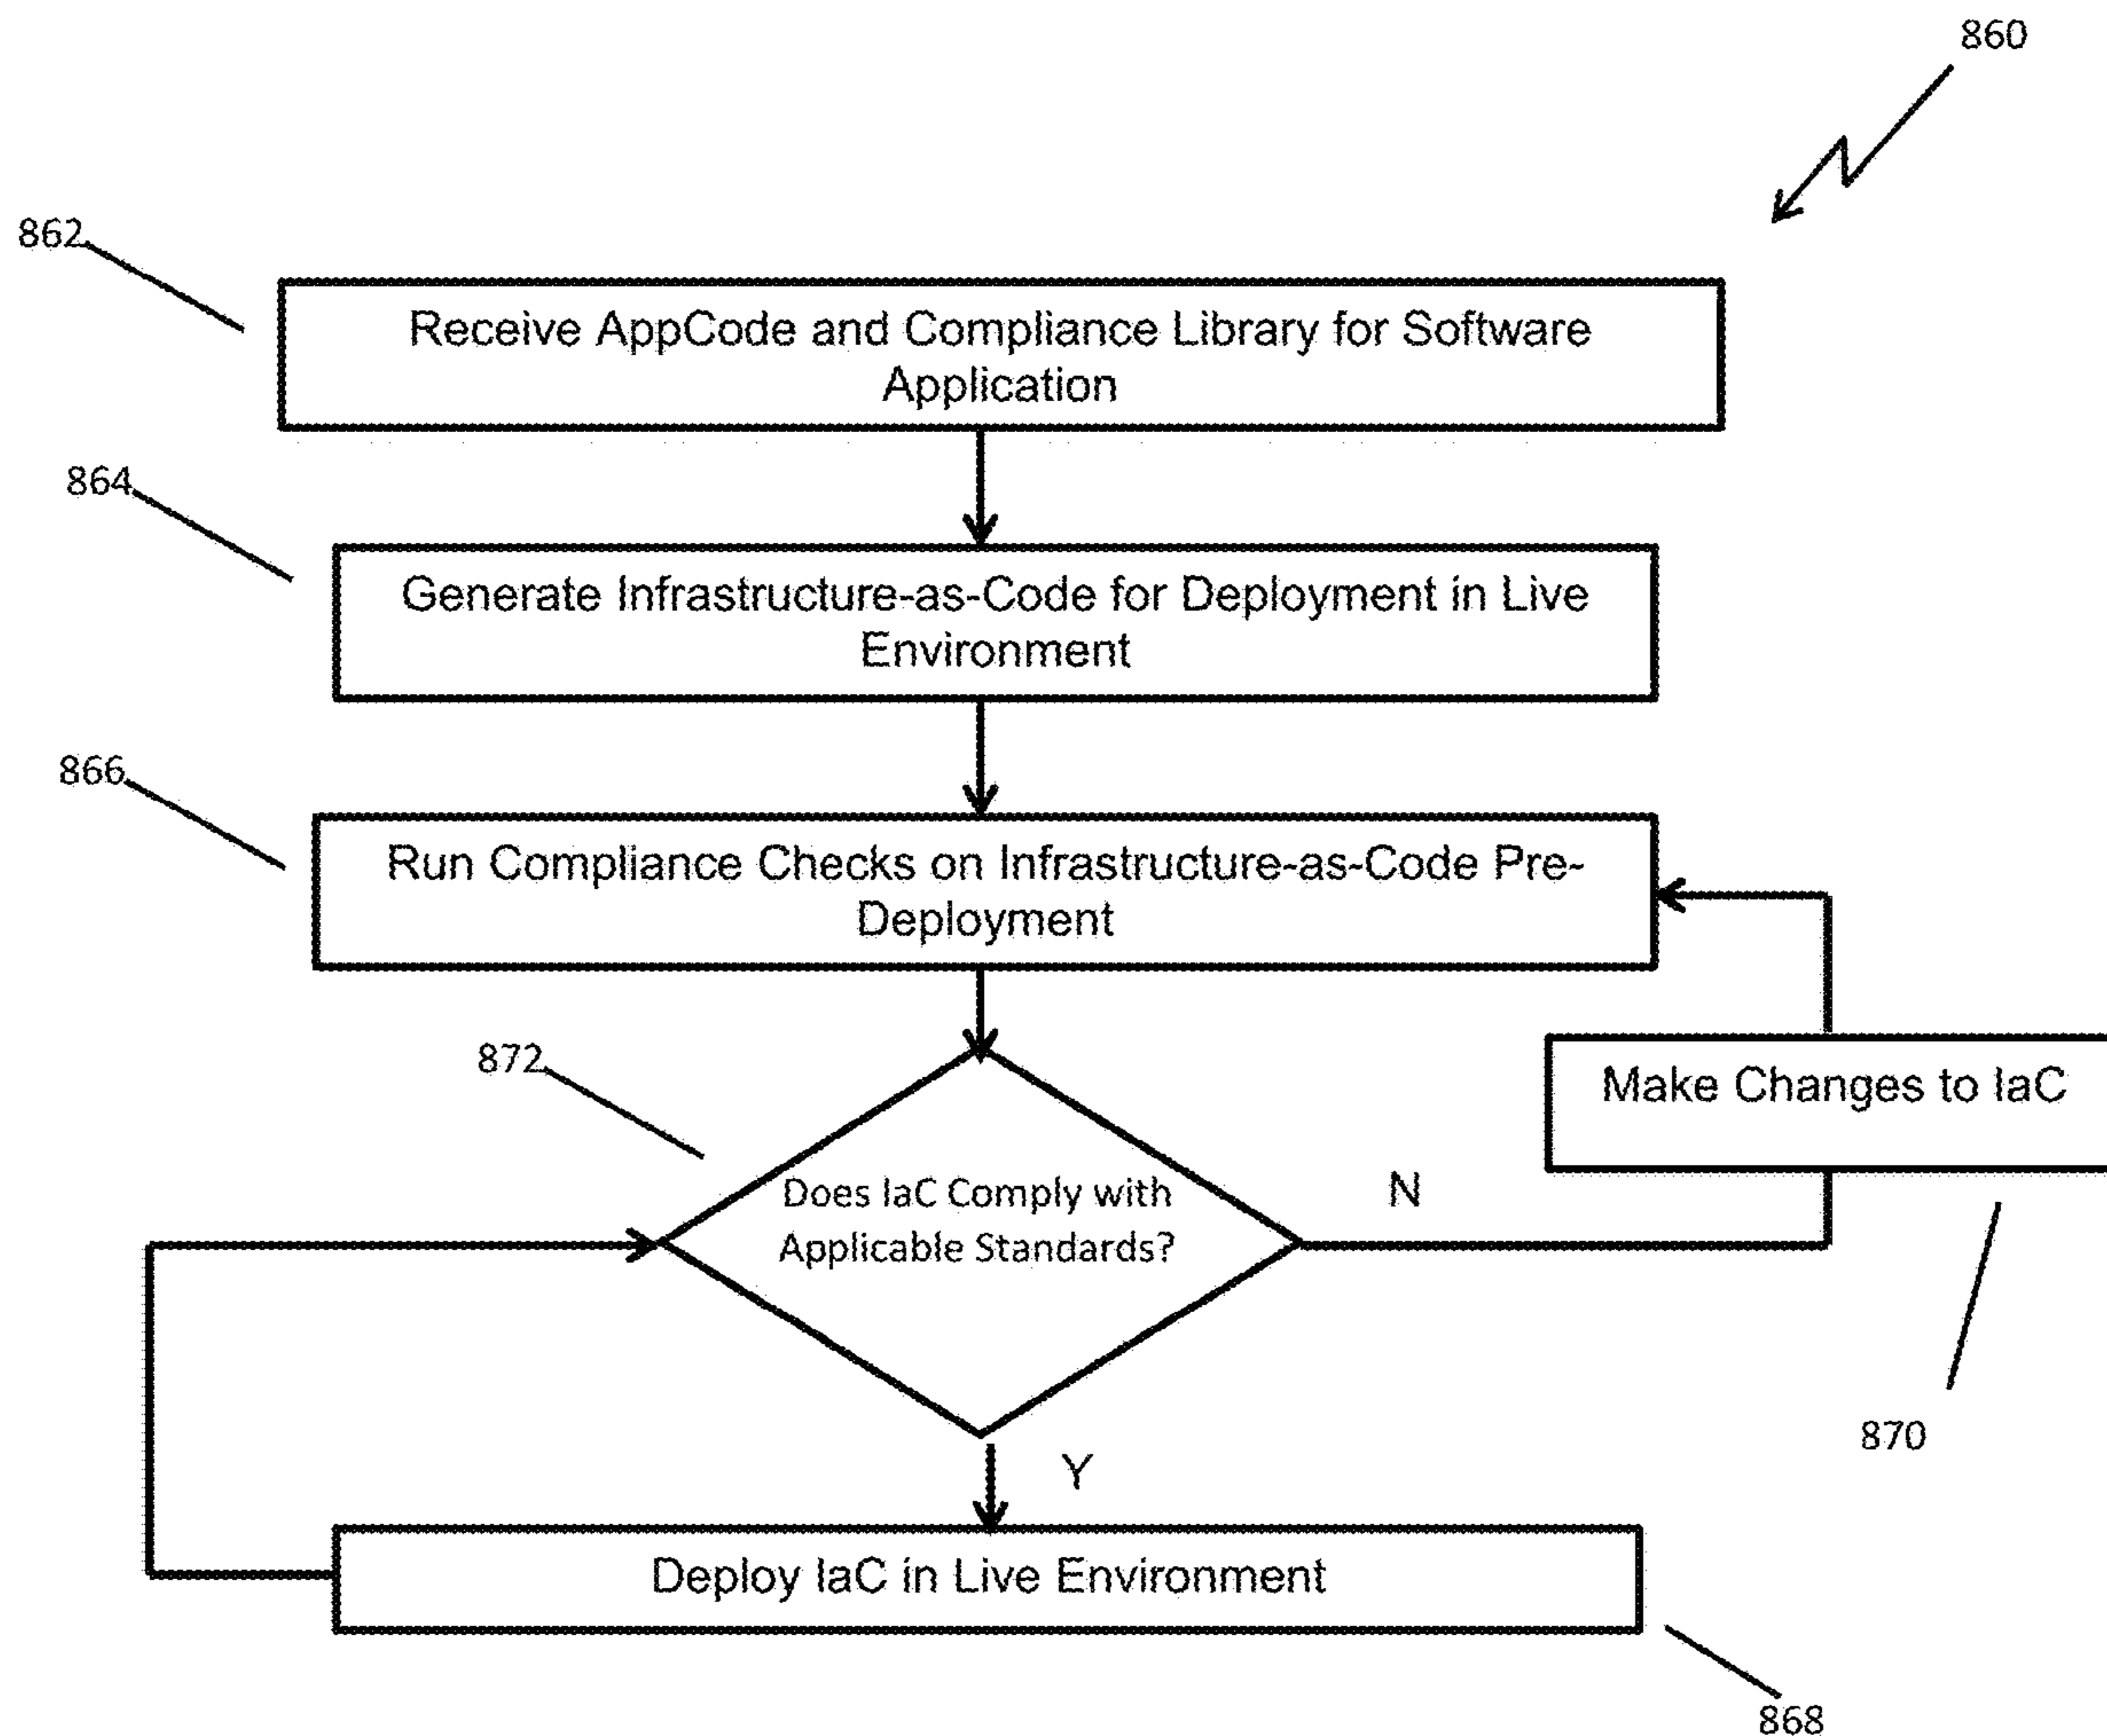 860
862
Receive AppCode and Compliance Library for Software
Application
864
Generate Infrastructure-as-Code for Deployment in Live
Environment
866
Run Compliance Checks on Infrastructure-as-Code Pre-
Deployment
872
Make Changes to IaC
Does IaC Comply with
Applicable Standards?
N
870
Y
Deploy IaC in Live Environment
868